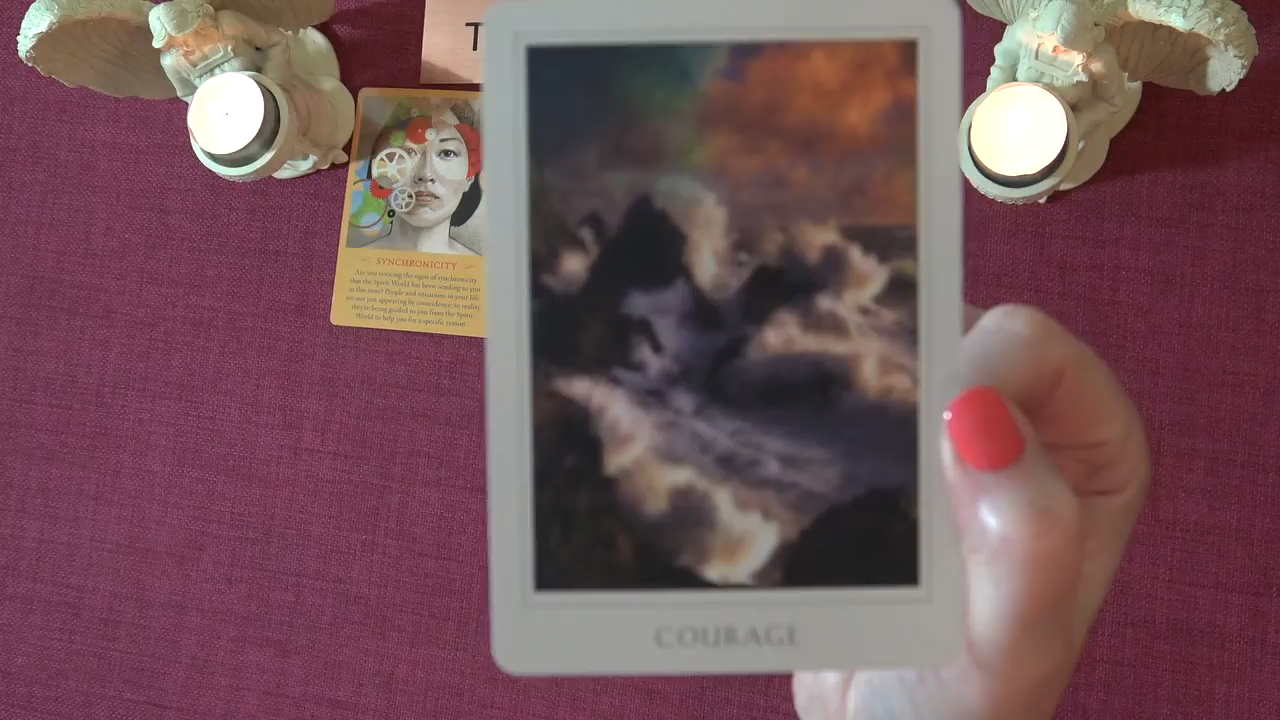 T
SYNCHRONICITY
Are you noticing the signs of synchronicity
that the Spirit World has been sending to you
at this time? People and situations in your life
are not just appearing by coincidence; in reality
they're being guided to you from the Spirit
World to help you for a specific reason.
COURAGE